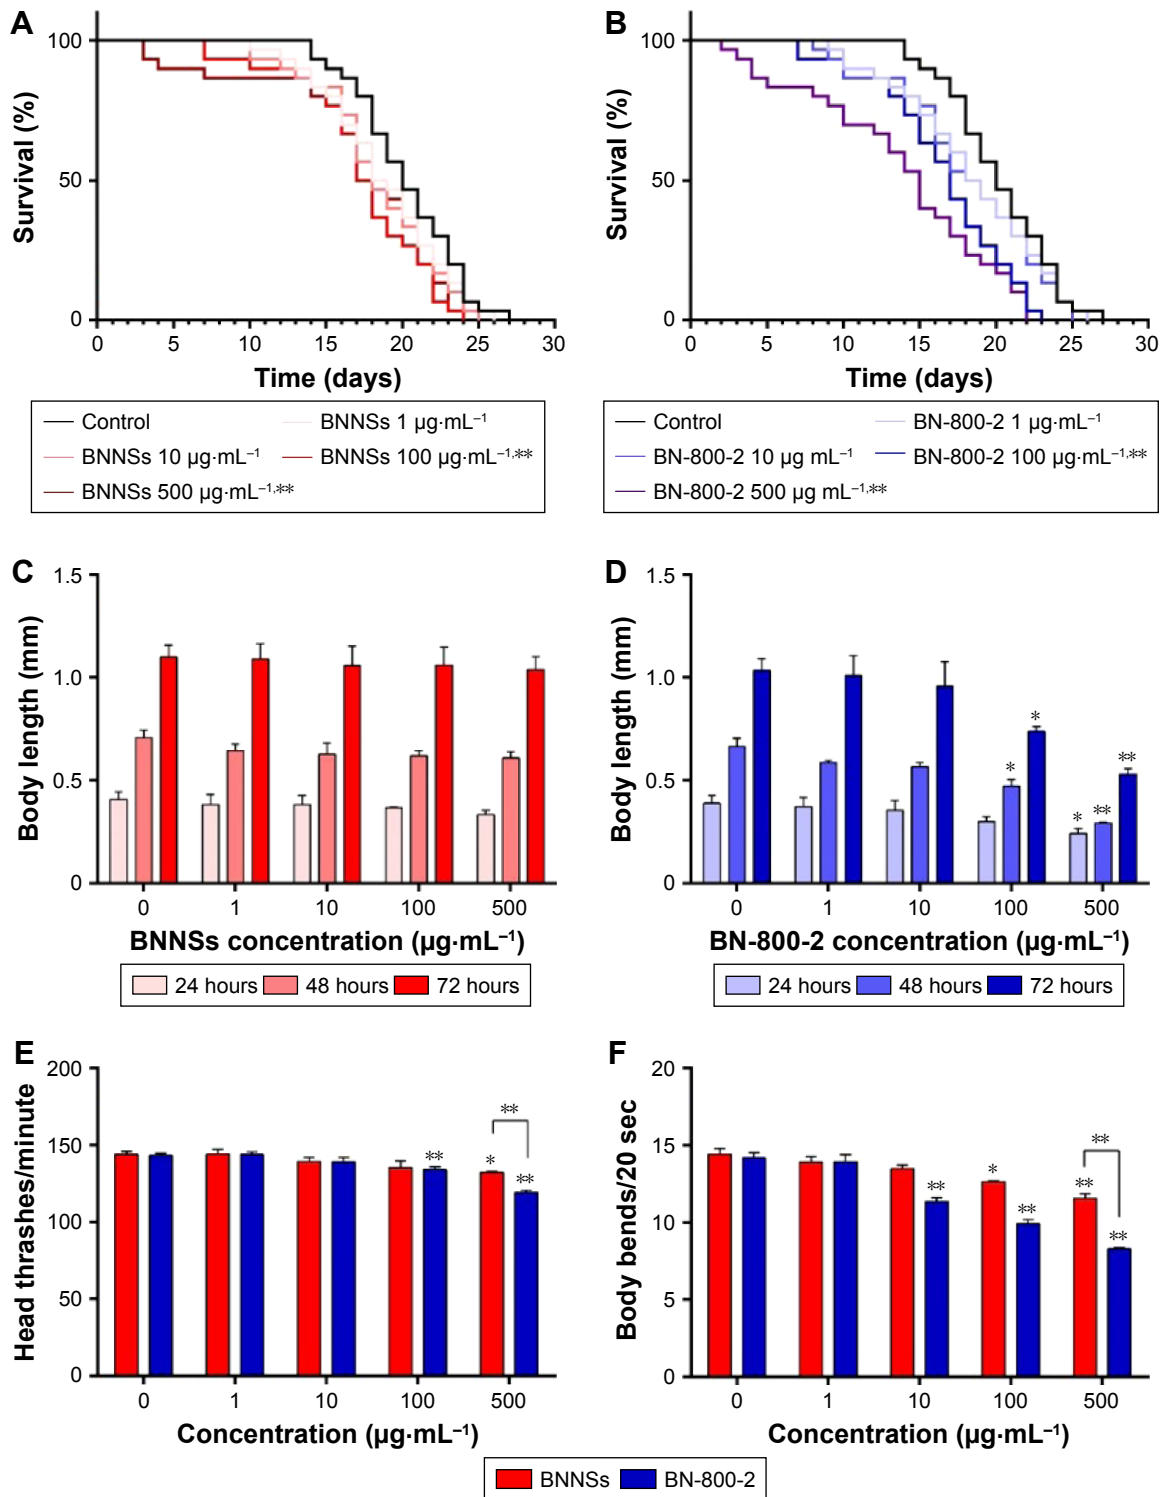 A
Survival (%)
100
50
0
0 5 10 15 20 25 30
Time (days)
Control
BNNSs 1 µg·mL⁻¹
BNNSs 10 µg·mL⁻¹
BNNSs 100 µg·mL⁻¹,**
BNNSs 500 µg·mL⁻¹,**
B
Survival (%)
100
50
0
0 5 10 15 20 25 30
Time (days)
Control
BN-800-2 1 µg·mL⁻¹
BN-800-2 10 µg mL⁻¹
BN-800-2 100 µg·mL⁻¹,**
BN-800-2 500 µg mL⁻¹,**
C
Body length (mm)
1.5
1.0
0.5
0
0 1 10 100 500
BNNSs concentration (µg·mL⁻¹)
24 hours 48 hours 72 hours
D
Body length (mm)
1.5
1.0
0.5
0
* * * ** **
0 1 10 100 500
BN-800-2 concentration (µg·mL⁻¹)
24 hours 48 hours 72 hours
E
Head thrashes/minute
200
150
100
50
0
** * ** **
0 1 10 100 500
Concentration (µg·mL⁻¹)
F
Body bends/20 sec
20
15
10
5
0
** * ** ** ** **
0 1 10 100 500
Concentration (µg·mL⁻¹)
BNNSs BN-800-2